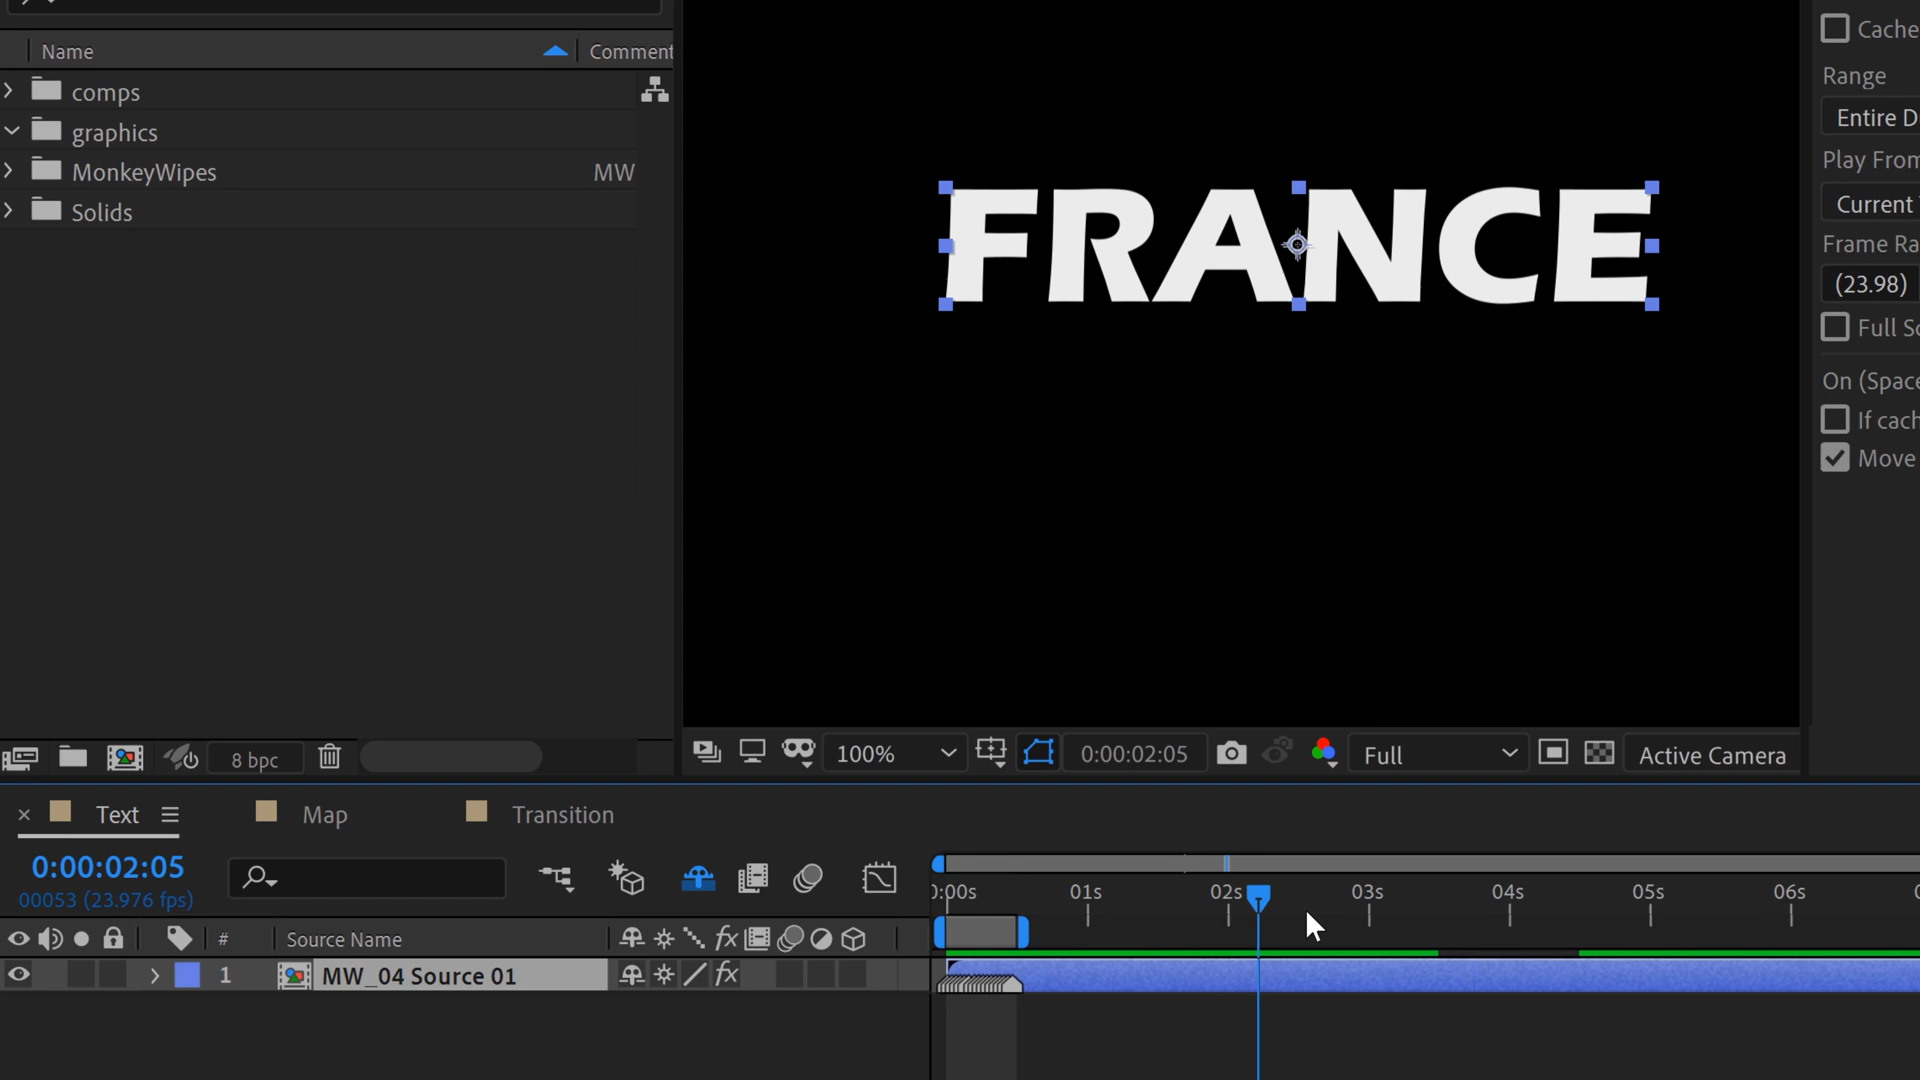 Name
Comment
comps
graphics
MonkeyWipes MW
Solids
FRANCE
Cache
Range
Entire D
Play From
Current
Frame Ra
(23.98)
Full Sc
On (Space
If cach
Move
8 bpc
100%
0:00:02:05
Full
Active Camera
Text
Map
Transition
0:00:02:05
00053 (23.976 fps)
# Source Name
fx
):00s 01s 02s 03s 04s 05s 06s
1 MW_04 Source 01
fx